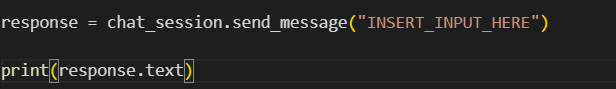 response = chat_session.send_message("INSERT_INPUT_HERE")
print(response.text)